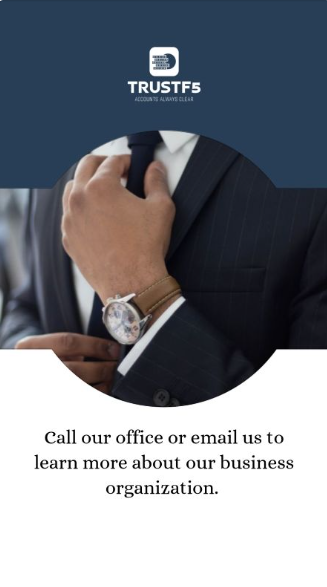 TRUSTF5
ACCOUNTS ALWAYS CLEAR
Call our office or email us to
learn more about our business
organization.